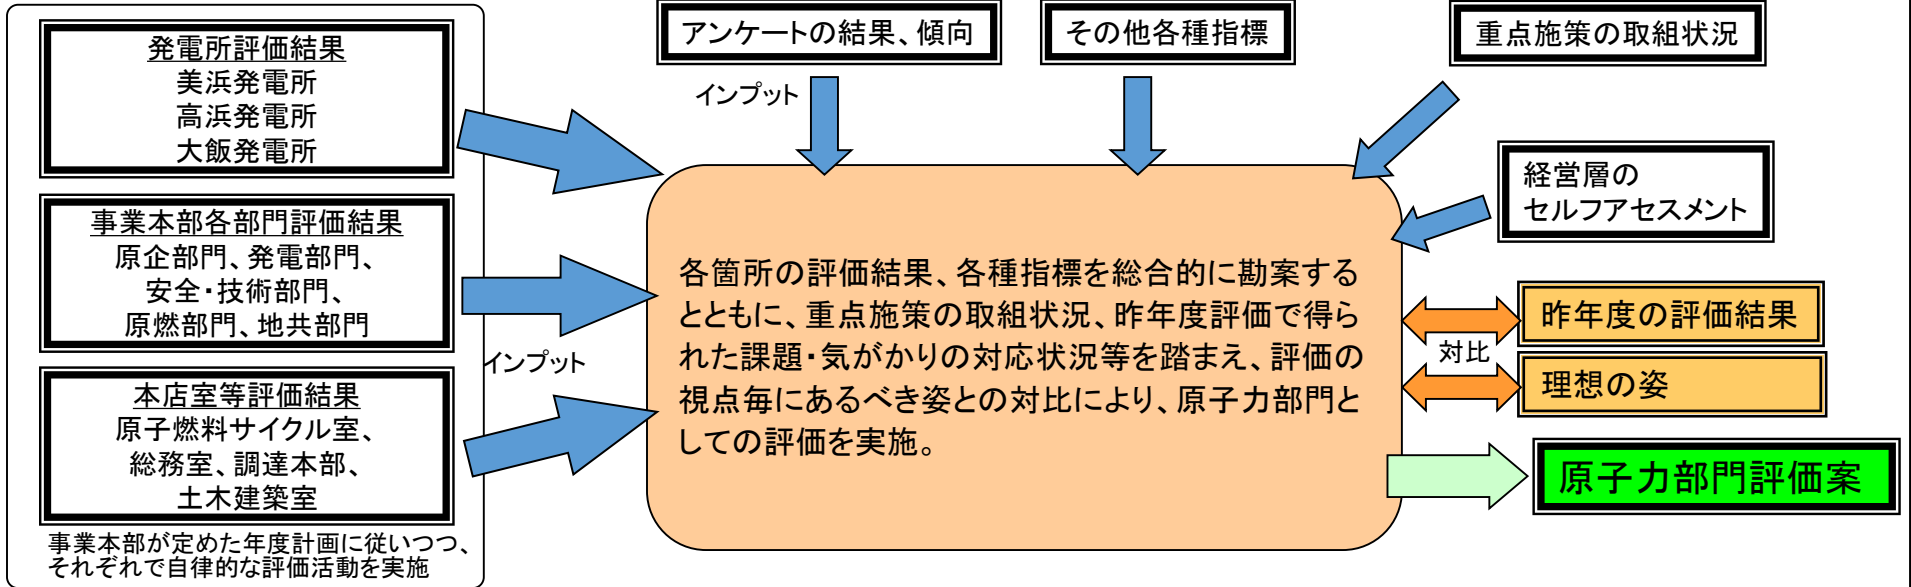 発電所評価結果
美浜発電所
高浜発電所
大飯発電所
事業本部各部門評価結果
原企部門、発電部門、
安全・技術部門、
原燃部門、地共部門
本店室等評価結果
原子燃料サイクル室、
総務室、調達本部、
土木建築室
事業本部が定めた年度計画に従いつつ、
それぞれで自律的な評価活動を実施
インプット
アンケートの結果、傾向
インプット
その他各種指標
重点施策の取組状況
経営層の
セルフアセスメント
各箇所の評価結果、各種指標を総合的に勘案する
とともに、重点施策の取組状況、昨年度評価で得ら
れた課題・気がかりの対応状況等を踏まえ、評価の
視点毎にあるべき姿との対比により、原子力部門と
しての評価を実施。
昨年度の評価結果
対比
理想の姿
原子力部門評価案